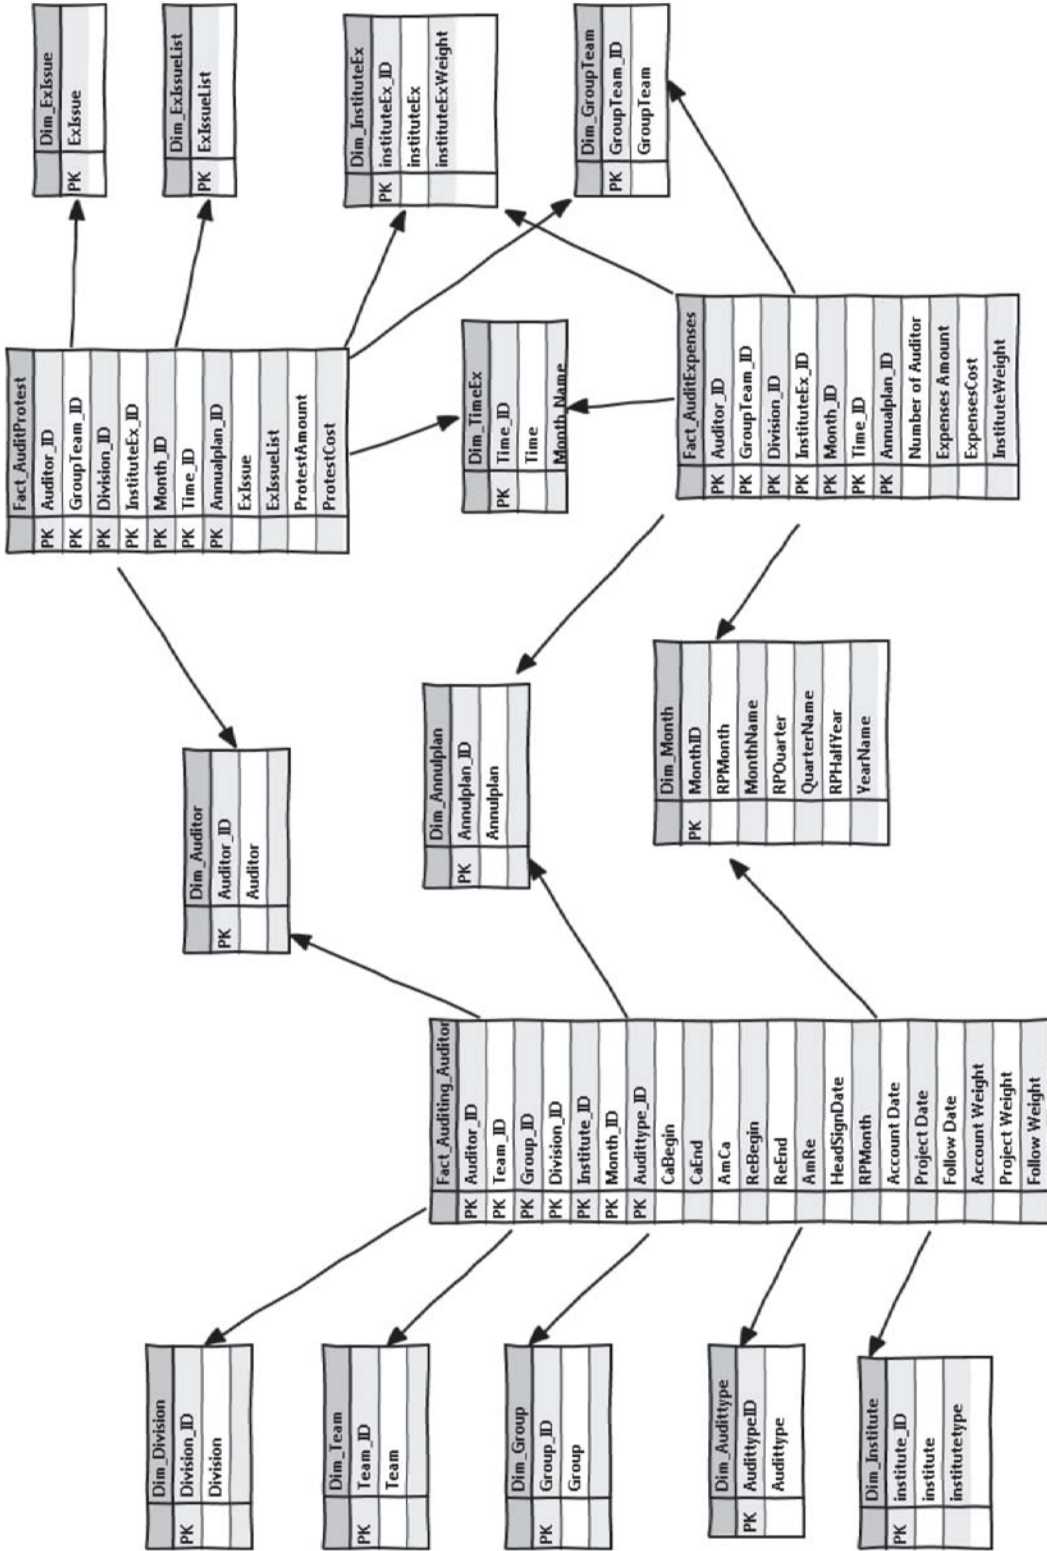 Dim_Division
PK Division_ID
Division
Dim_Team
PK Team_ID
Team
Dim_Group
PK Group_ID
Group
Dim_Audittype
PK AudittypeID
Audittype
Dim_Institute
PK institute_ID
institute
institutetype
Fact_Auditing_Auditor
PK Auditor_ID
PK Team_ID
PK Group_ID
PK Division_ID
PK Institute_ID
PK Month_ID
PK Audittype_ID
CaBegin
CaEnd
AmCa
ReBegin
ReEnd
AmRe
HeadSignDate
RPMonth
Account Date
Project Date
Follow Date
Account Weight
Project Weight
Follow Weight
Dim_Auditor
PK Auditor_ID
Auditor
Dim_Annulplan
PK Annulplan_ID
Annulplan
Dim_Month
PK MonthID
RPMonth
MonthName
RPQuarter
QuarterName
RPHalfYear
YearName
Fact_AuditProtest
PK Auditor_ID
PK GroupTeam_ID
PK Division_ID
PK InstituteEx_ID
PK Month_ID
PK Time_ID
PK Annualplan_ID
ExIssue
ExIssueList
ProtestAmount
ProtestCost
Dim_TimeEx
PK Time_ID
Time
Month_Name
Fact_AuditExpenses
PK Auditor_ID
PK GroupTeam_ID
PK Division_ID
PK InstituteEx_ID
PK Month_ID
PK Time_ID
PK Annualplan_ID
Number of Auditor
Expenses Amount
ExpensesCost
InstituteWeight
Dim_ExIssue
PK ExIssue
Dim_ExIssueList
PK ExIssueList
Dim_InstituteEx
PK instituteEx_ID
instituteEx
instituteExWeight
Dim_GroupTeam
PK GroupTeam_ID
GroupTeam